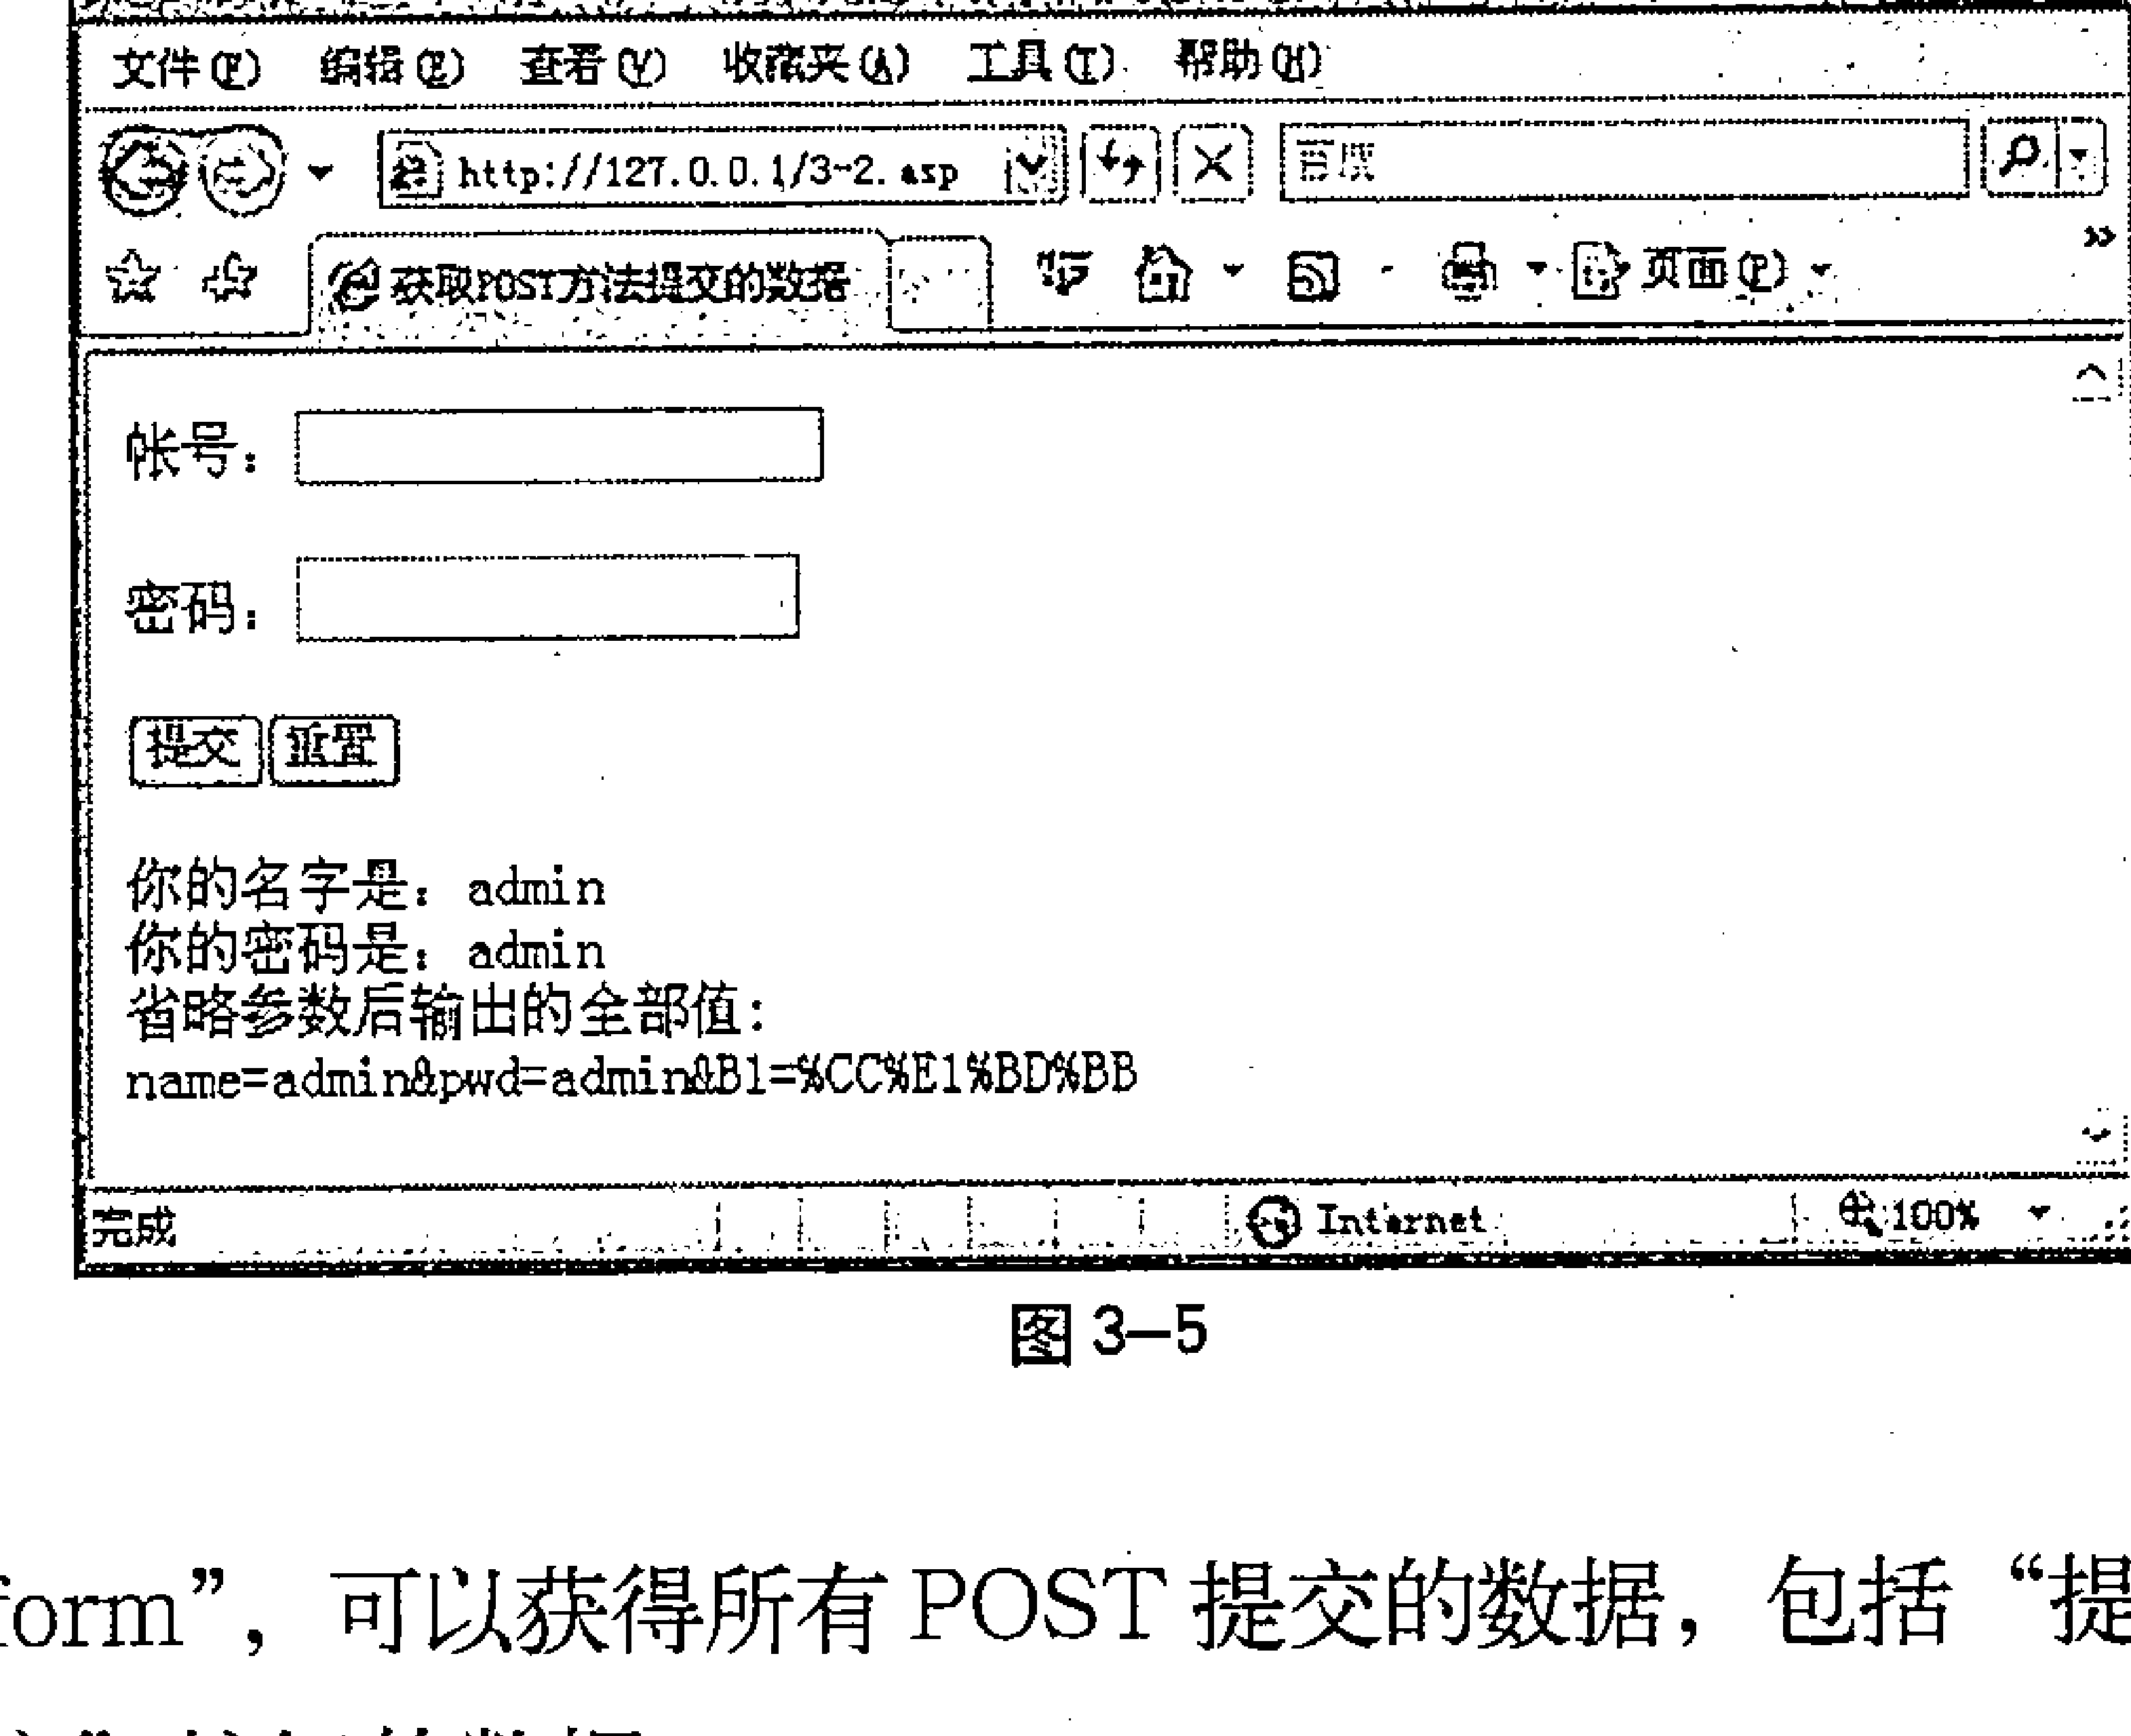 文件(F) 编辑(E) 查看(V) 收藏夹(A) 工具(T) 帮助(H)
http://127.0.0.1/3-2.asp 百度
获取POST方法提交的数据 页面(P)
帐号：
密码：
提交 重置
你的名字是：admin
你的密码是：admin
省略参数后输出的全部值：
name=admin&pwd=admin&B1=%CC%E1%BD%BB
完成 Internet 100%
图 3-5
form”，可以获得所有 POST 提交的数据，包括“提